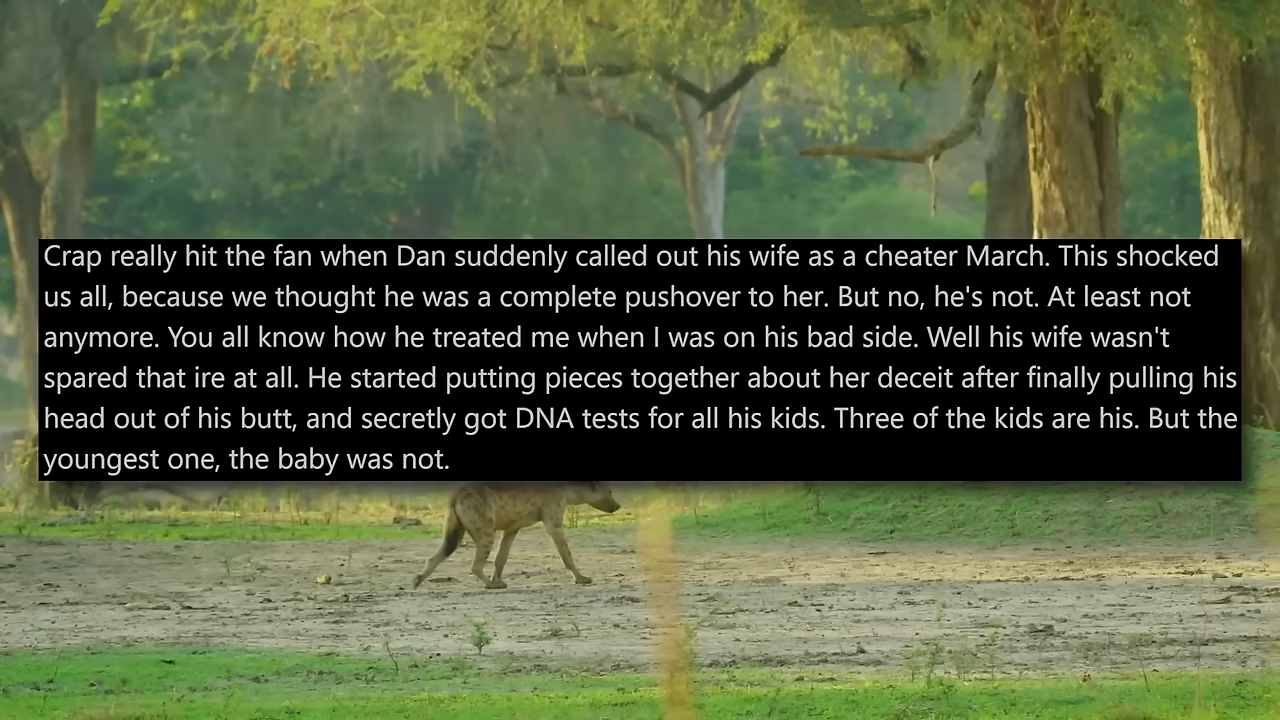 Crap really hit the fan when Dan suddenly called out his wife as a cheater March. This shocked
us all, because we thought he was a complete pushover to her. But no, he's not. At least not
anymore. You all know how he treated me when I was on his bad side. Well his wife wasn't
spared that ire at all. He started putting pieces together about her deceit after finally pulling his
head out of his butt, and secretly got DNA tests for all his kids. Three of the kids are his. But the
youngest one, the baby was not.